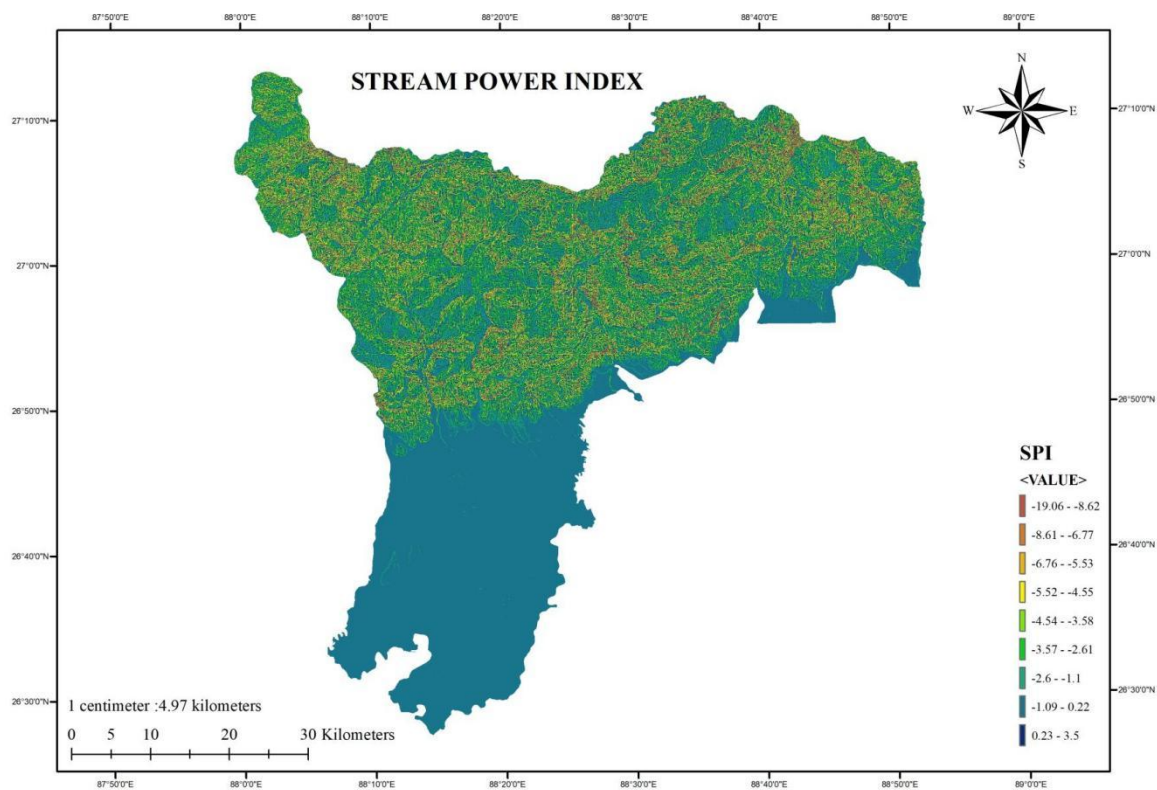 87°50'0"E 88°0'0"E 88°10'0"E 88°20'0"E 88°30'0"E 88°40'0"E 88°50'0"E 89°0'0"E
STREAM POWER INDEX
N
W E
S
27°10'0"N 27°10'0"N
27°0'0"N 27°0'0"N
26°50'0"N 26°50'0"N
26°40'0"N 26°40'0"N
26°30'0"N 26°30'0"N
SPI
<VALUE>
-19.06 - -8.62
-8.61 - -6.77
-6.76 - -5.53
-5.52 - -4.55
-4.54 - -3.58
-3.57 - -2.61
-2.6 - -1.1
-1.09 - 0.22
0.23 - 3.5
1 centimeter :4.97 kilometers
0 5 10 20 30 Kilometers
87°50'0"E 88°0'0"E 88°10'0"E 88°20'0"E 88°30'0"E 88°40'0"E 88°50'0"E 89°0'0"E